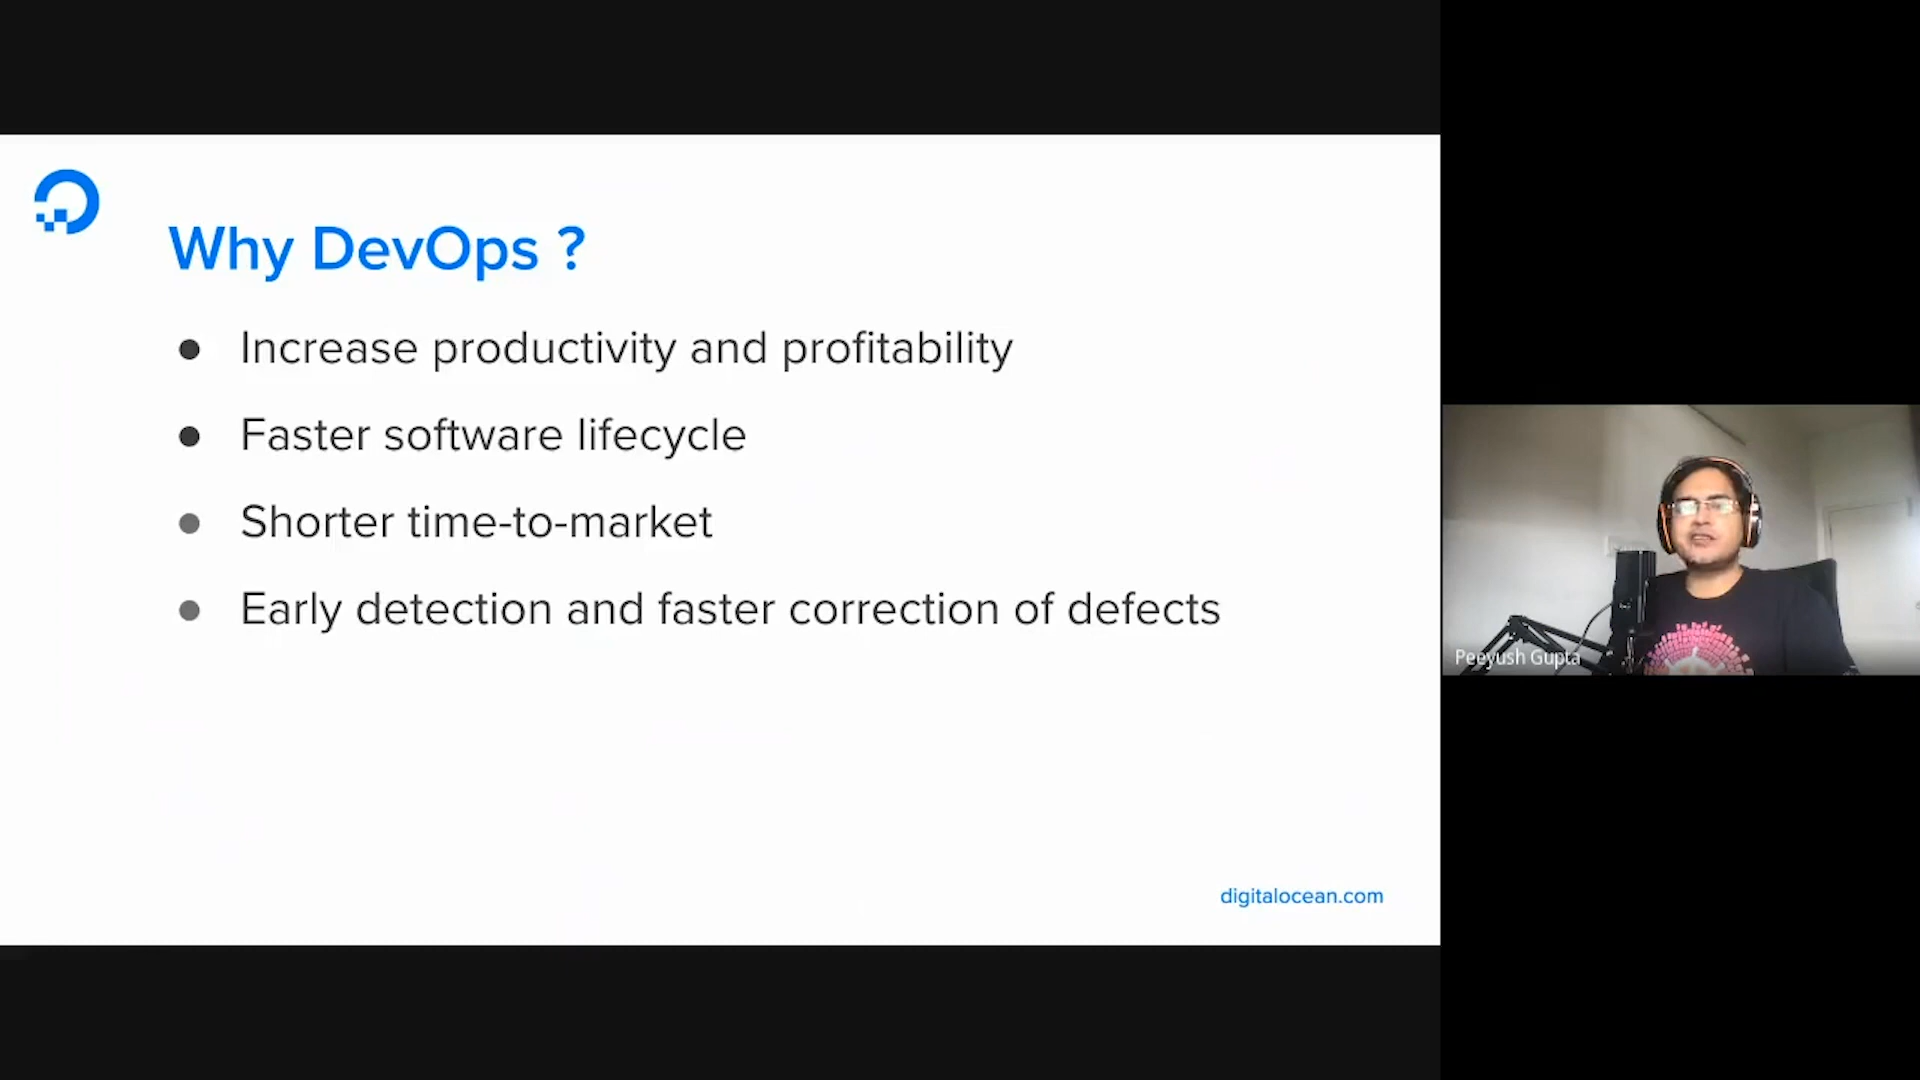 Why DevOps ?
● Increase productivity and profitability
● Faster software lifecycle
● Shorter time-to-market
● Early detection and faster correction of defects
digitalocean.com
Peeyush Gupta